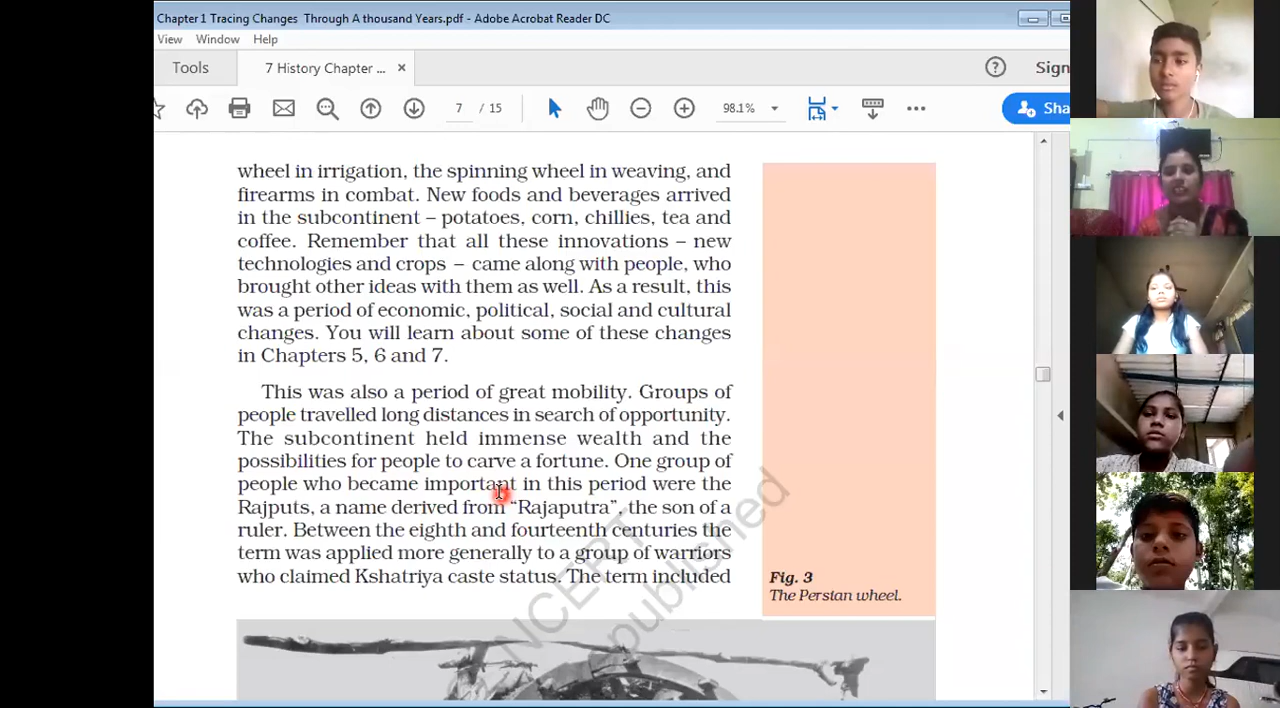 Chapter 1 Tracing Changes Through A thousand Years.pdf - Adobe Acrobat Reader DC
View Window Help
Tools 7 History Chapter ... × Sign
7 / 15 98.1% Sha
wheel in irrigation, the spinning wheel in weaving, and
firearms in combat. New foods and beverages arrived
in the subcontinent – potatoes, corn, chillies, tea and
coffee. Remember that all these innovations – new
technologies and crops – came along with people, who
brought other ideas with them as well. As a result, this
was a period of economic, political, social and cultural
changes. You will learn about some of these changes
in Chapters 5, 6 and 7.
This was also a period of great mobility. Groups of
people travelled long distances in search of opportunity.
The subcontinent held immense wealth and the
possibilities for people to carve a fortune. One group of
people who became important in this period were the
Rajputs, a name derived from “Rajaputra”, the son of a
ruler. Between the eighth and fourteenth centuries the
term was applied more generally to a group of warriors
who claimed Kshatriya caste status. The term included
Fig. 3
The Persian wheel.
NCERT
published